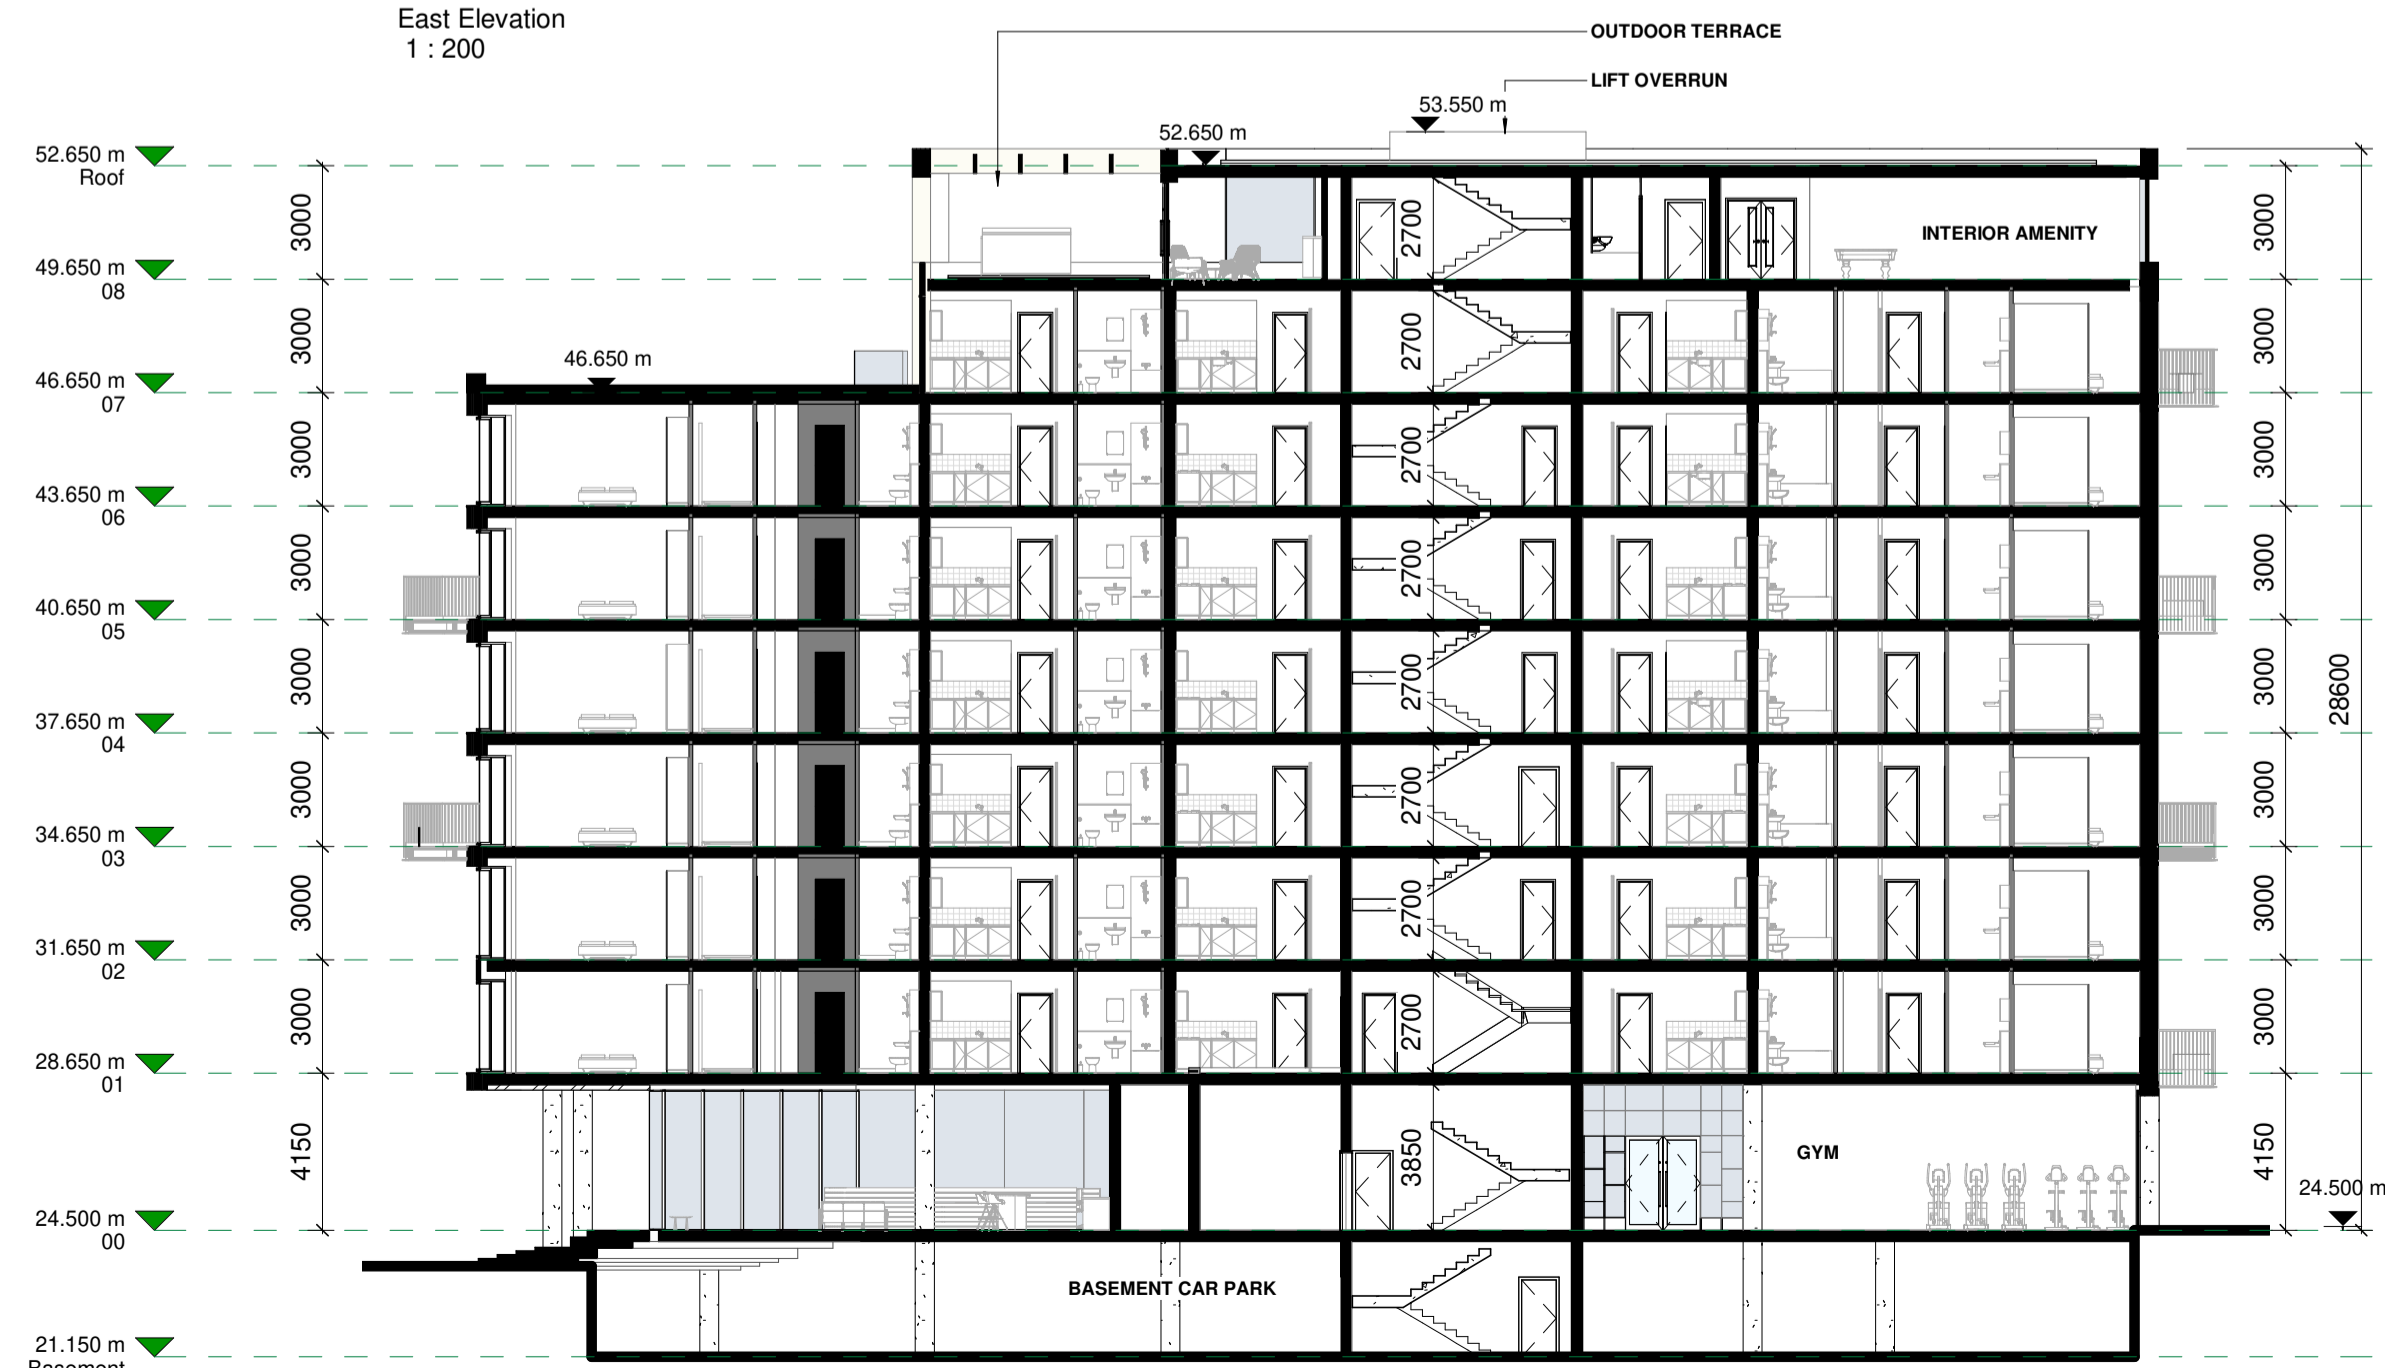 East Elevation
1 : 200
OUTDOOR TERRACE
LIFT OVERRUN
53.550 m
52.650 m
52.650 m
Roof
3000
2700
INTERIOR AMENITY
3000
49.650 m
08
3000
2700
3000
46.650 m
46.650 m
07
3000
2700
3000
43.650 m
06
3000
2700
3000
40.650 m
05
3000
2700
3000
28600
37.650 m
04
3000
2700
3000
34.650 m
03
3000
2700
3000
31.650 m
02
3000
2700
3000
28.650 m
01
4150
3850
GYM
4150
24.500 m
24.500 m
00
BASEMENT CAR PARK
21.150 m
Basement